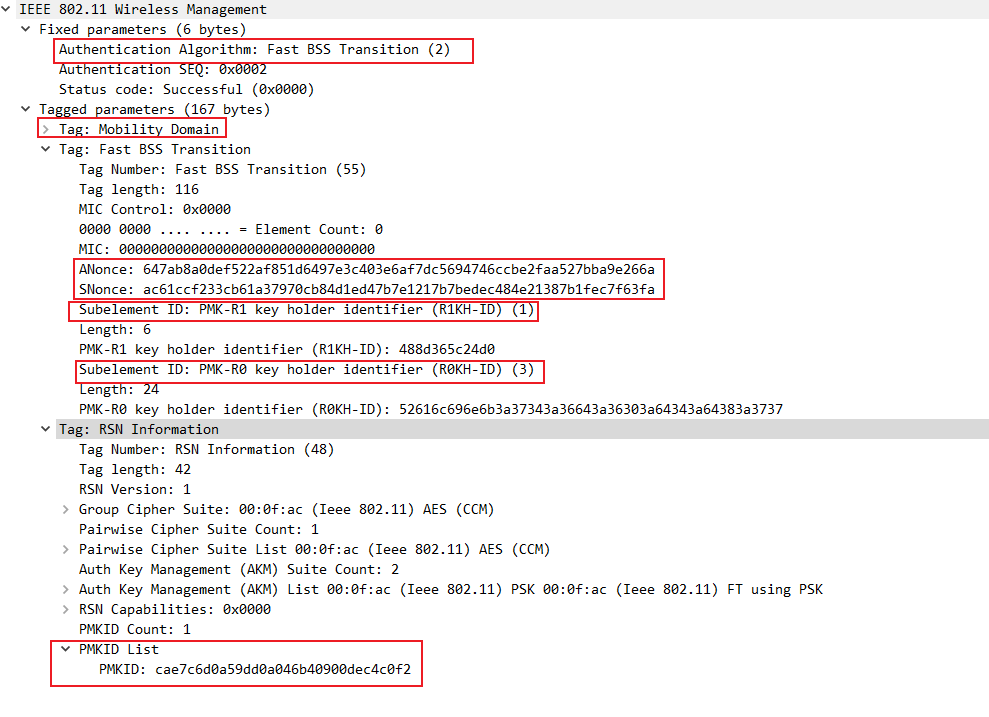 IEEE 802.11 Wireless Management
Fixed parameters (6 bytes)
Authentication Algorithm: Fast BSS Transition (2)
Authentication SEQ: 0x0002
Status code: Successful (0x0000)
Tagged parameters (167 bytes)
Tag: Mobility Domain
Tag: Fast BSS Transition
Tag Number: Fast BSS Transition (55)
Tag length: 116
MIC Control: 0x0000
0000 0000 .... .... = Element Count: 0
MIC: 00000000000000000000000000000000
ANonce: 647ab8a0def522af851d6497e3c403e6af7dc5694746ccbe2faa527bba9e266a
SNonce: ac61ccf233cb61a37970cb84d1ed47b7e1217b7bedec484e21387b1fec7f63fa
Subelement ID: PMK-R1 key holder identifier (R1KH-ID) (1)
Length: 6
PMK-R1 key holder identifier (R1KH-ID): 488d365c24d0
Subelement ID: PMK-R0 key holder identifier (R0KH-ID) (3)
Length: 24
PMK-R0 key holder identifier (R0KH-ID): 52616c696e6b3a37343a36643a36303a64343a64383a3737
Tag: RSN Information
Tag Number: RSN Information (48)
Tag length: 42
RSN Version: 1
Group Cipher Suite: 00:0f:ac (Ieee 802.11) AES (CCM)
Pairwise Cipher Suite Count: 1
Pairwise Cipher Suite List 00:0f:ac (Ieee 802.11) AES (CCM)
Auth Key Management (AKM) Suite Count: 2
Auth Key Management (AKM) List 00:0f:ac (Ieee 802.11) PSK 00:0f:ac (Ieee 802.11) FT using PSK
RSN Capabilities: 0x0000
PMKID Count: 1
PMKID List
PMKID: cae7c6d0a59dd0a046b40900dec4c0f2